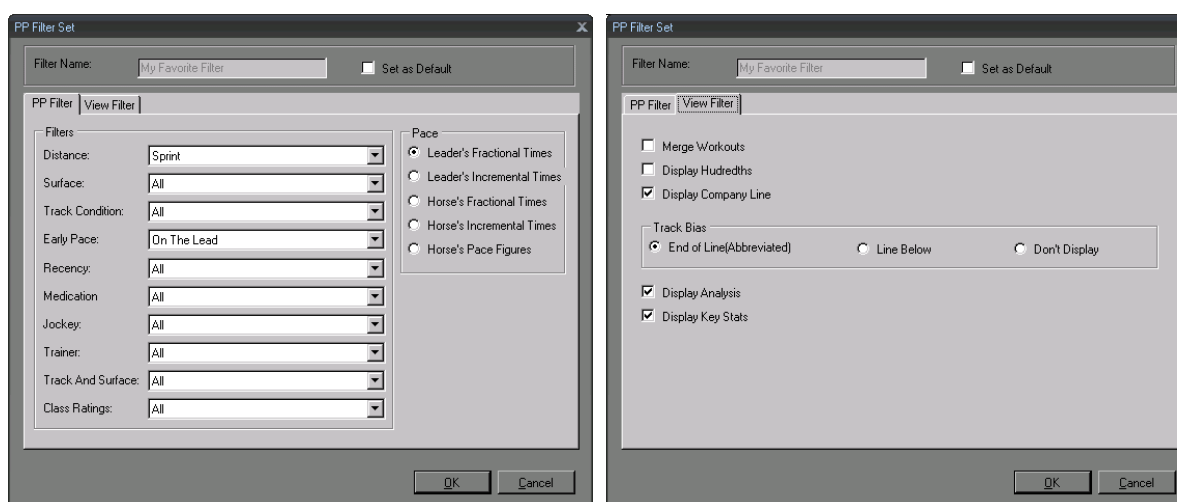 PP Filter Set
Filter Name: My Favorite Filter Set as Default
PP Filter View Filter
Filters
Distance: Sprint
Surface: All
Track Condition: All
Early Pace: On The Lead
Recency: All
Medication All
Jockey: All
Trainer: All
Track And Surface: All
Class Ratings: All
Pace
Leader's Fractional Times
Leader's Incremental Times
Horse's Fractional Times
Horse's Incremental Times
Horse's Pace Figures
OK Cancel
PP Filter Set
Filter Name: My Favorite Filter Set as Default
PP Filter View Filter
Merge Workouts
Display Hudredths
Display Company Line
Track Bias
End of Line(Abbreviated) Line Below Don't Display
Display Analysis
Display Key Stats
OK Cancel